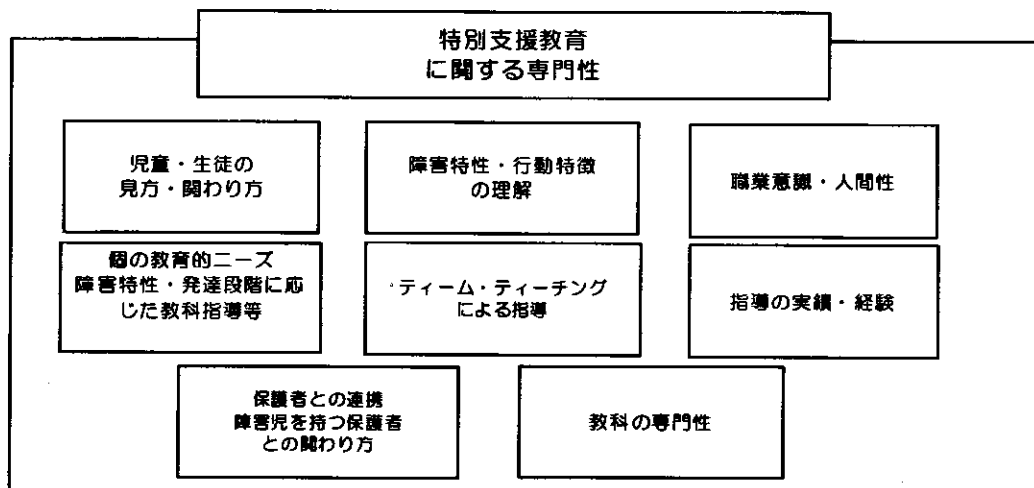 特別支援教育
に関する専門性
児童・生徒の
見方・関わり方
障害特性・行動特徴
の理解
職業意識・人間性
個の教育的ニーズ
障害特性・発達段階に応
じた教科指導等
ティーム・ティーチング
による指導
指導の実績・経験
保護者との連携
障害児を持つ保護者
との関わり方
教科の専門性